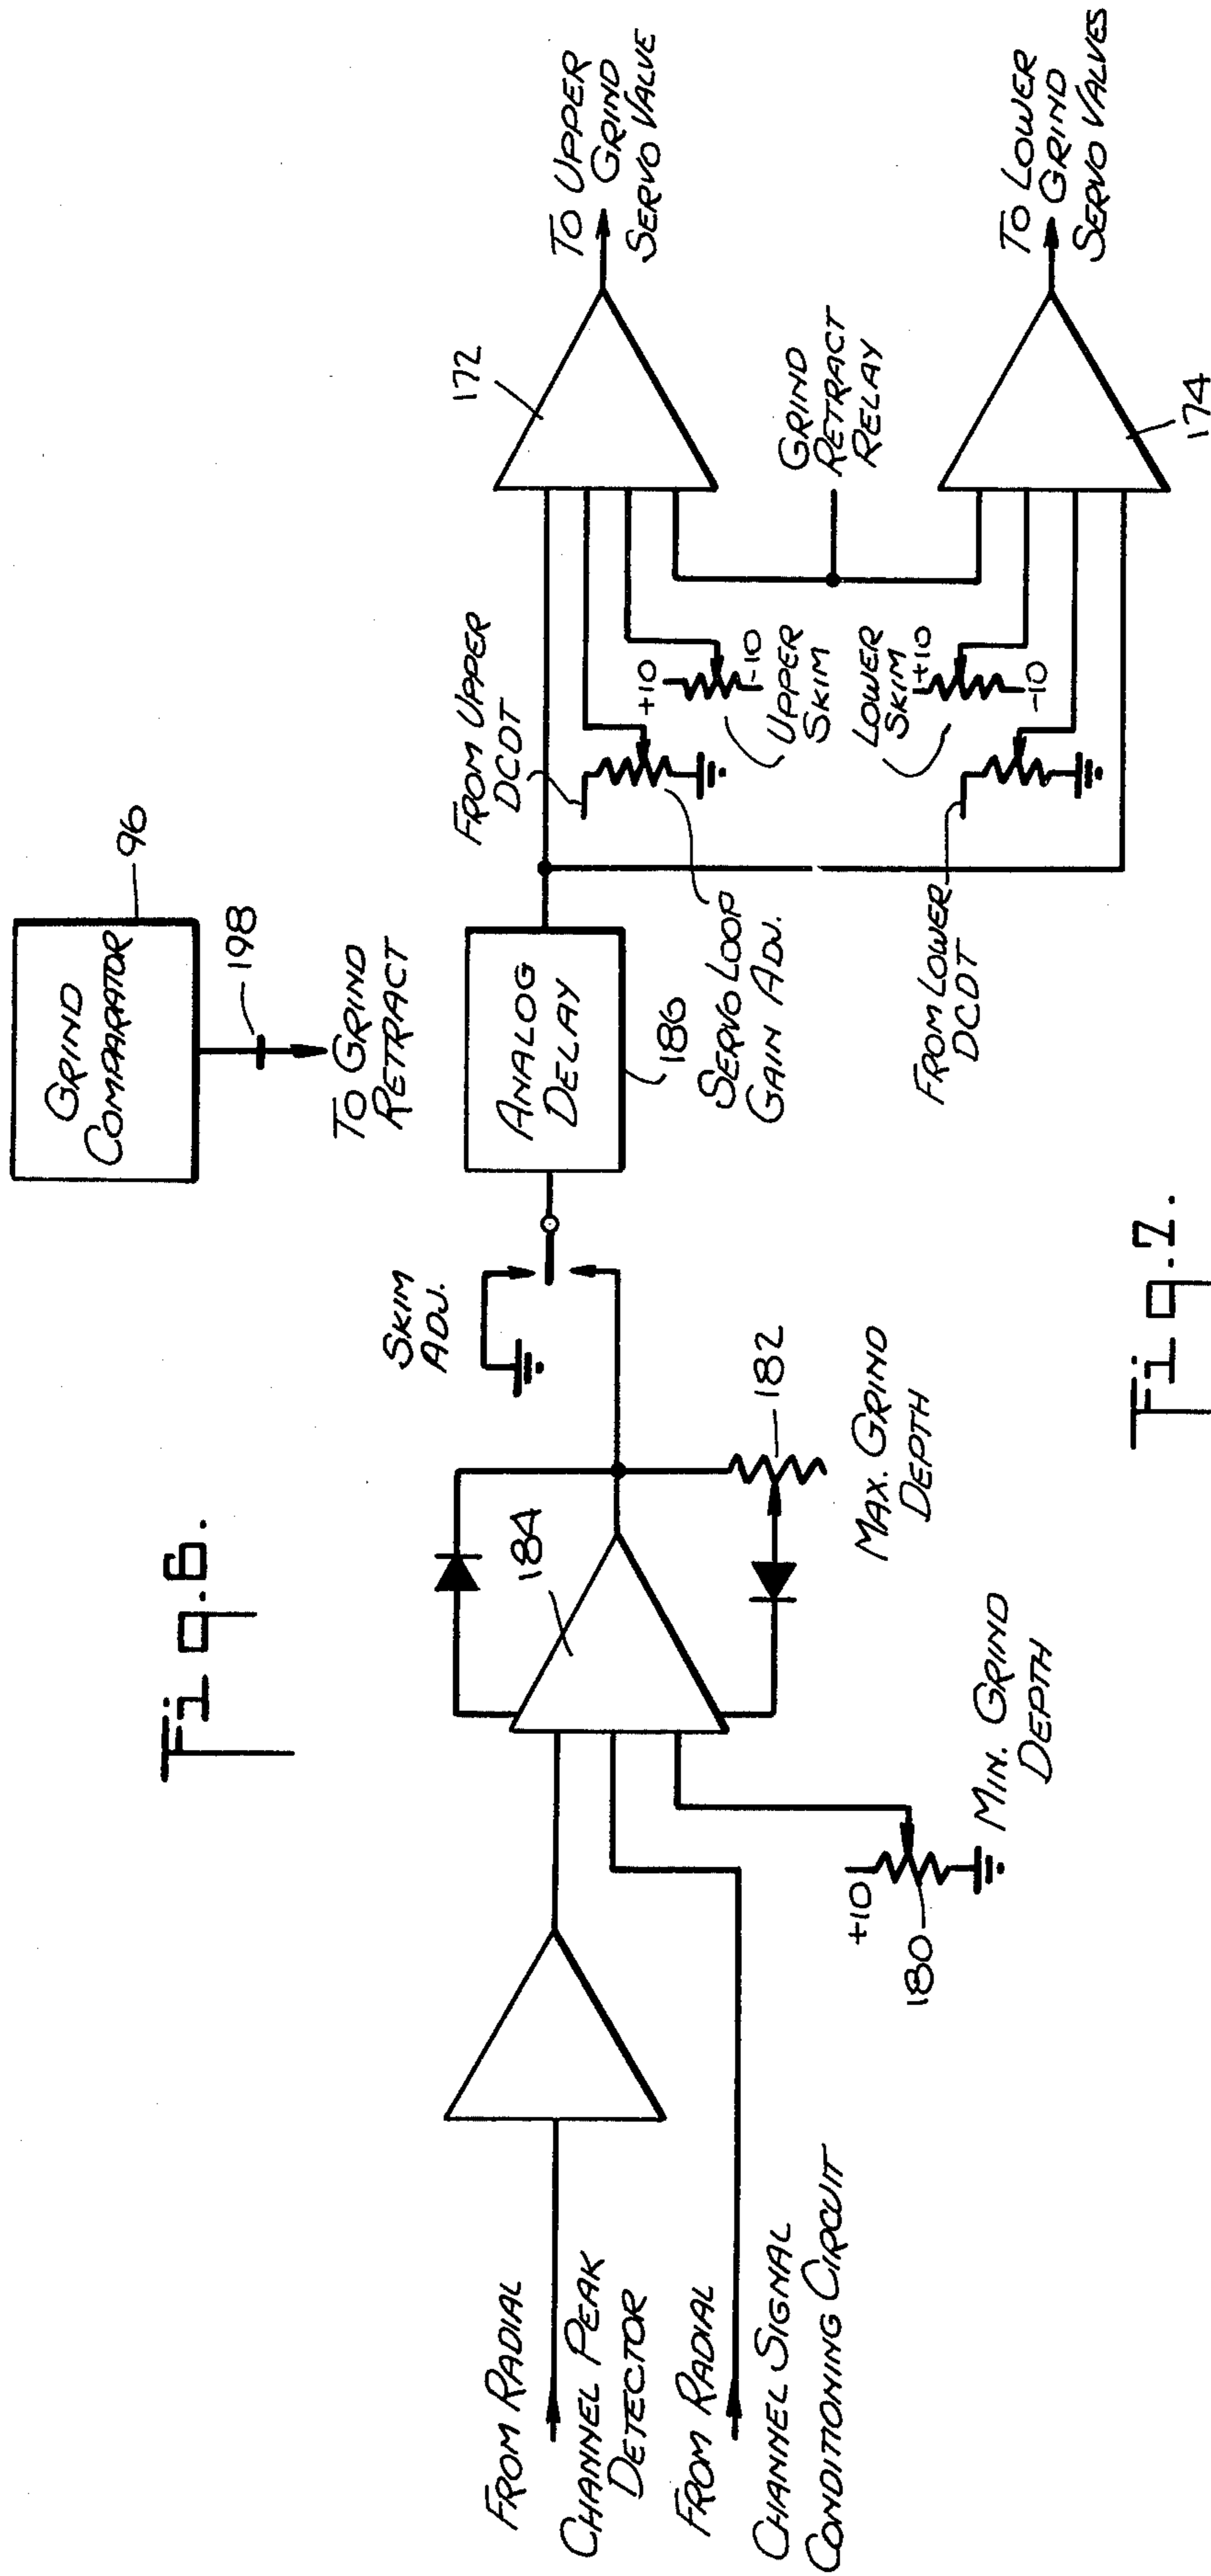 Fig. 6.
GRIND
COMPARATOR
96
198
TO GRIND
RETRACT
FROM RADIAL
CHANNEL PEAK
DETECTOR
FROM RADIAL
CHANNEL SIGNAL
CONDITIONING CIRCUIT
184
+10
180
MIN. GRIND
DEPTH
182
MAX. GRIND
DEPTH
SKIM
ADJ.
ANALOG
DELAY
186
SERVO LOOP
GAIN ADJ.
FROM UPPER
DCDT
+10
-10
UPPER
SKIM
LOWER
SKIM
+10
-10
FROM LOWER
DCDT
GRIND
RETRACT
RELAY
172
TO UPPER
GRIND
SERVO VALVE
174
TO LOWER
GRIND
SERVO VALVES
Fig. 7.